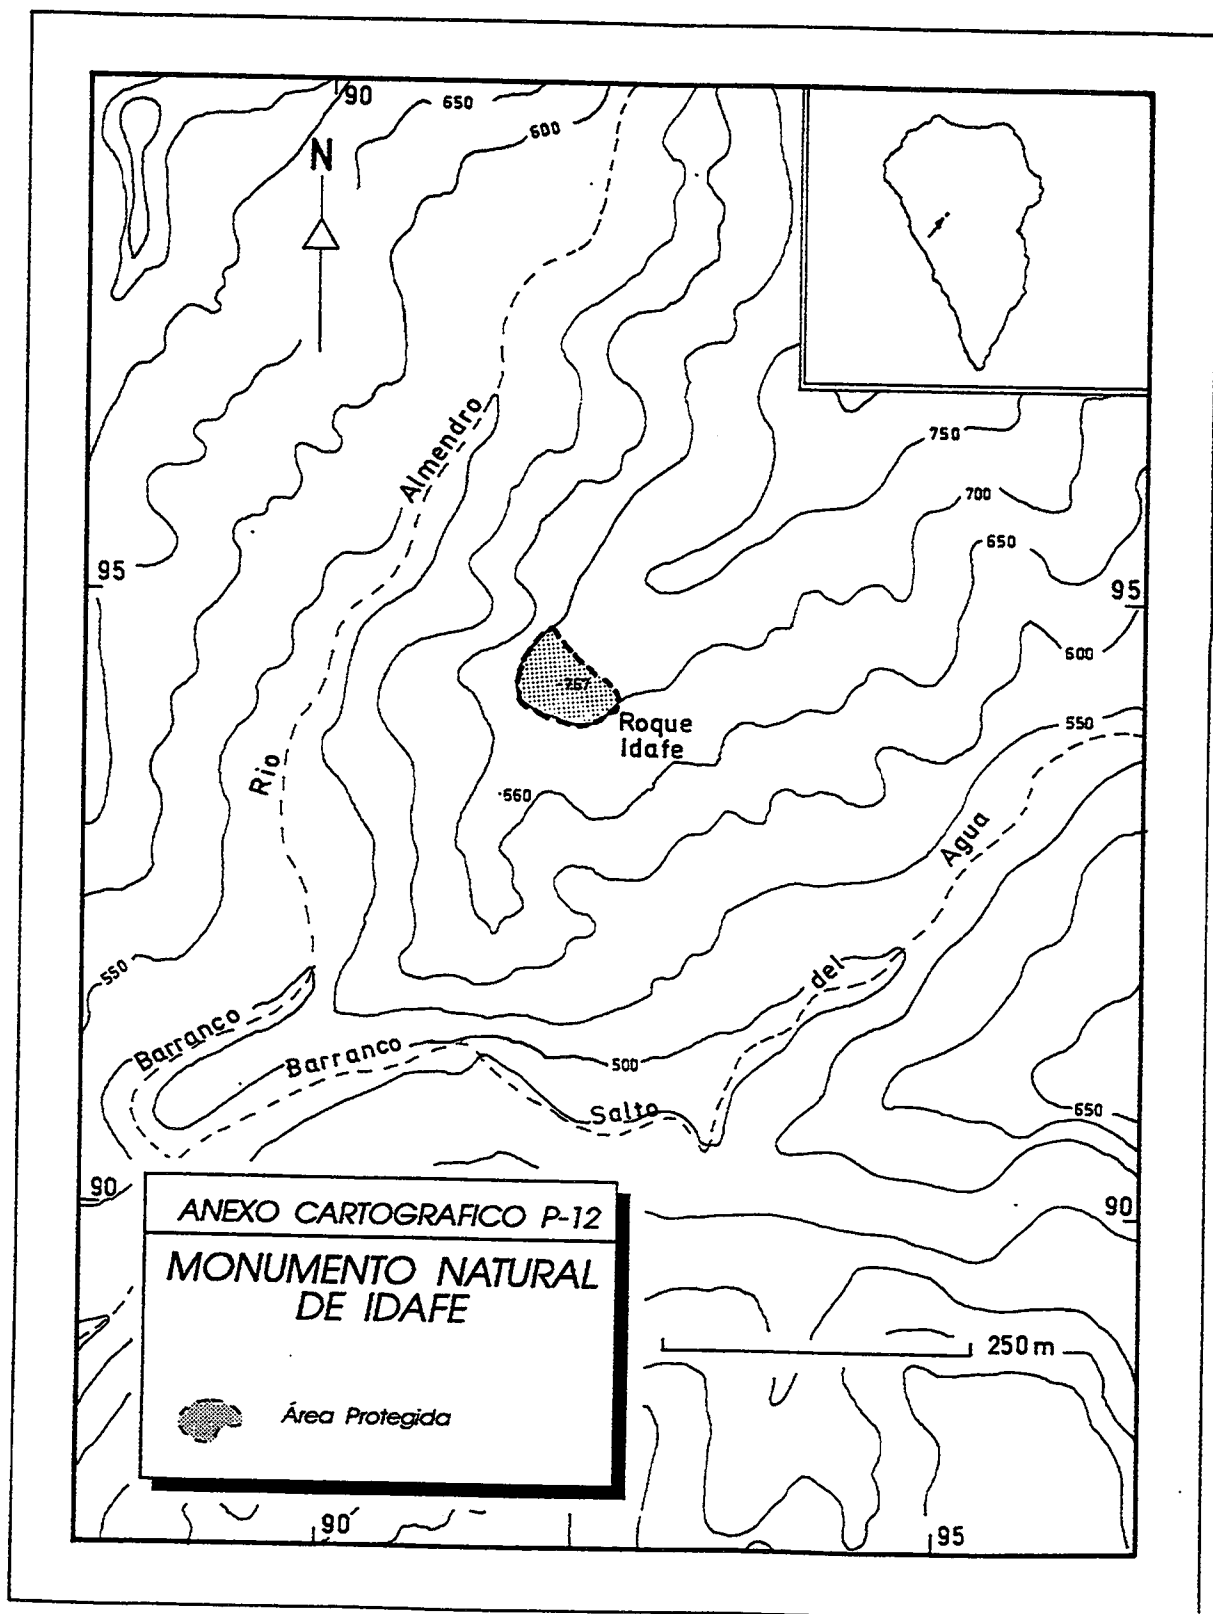 90
650
600
N
Almendro
750
700
650
95
95
600
·767
Roque
Idafe
550
Rio
·560
Agua
550
del
Barranco
Barranco
500
Salto
650
90
90
ANEXO CARTOGRAFICO P-12
MONUMENTO NATURAL
DE IDAFE
250 m
Área Protegida
90
95